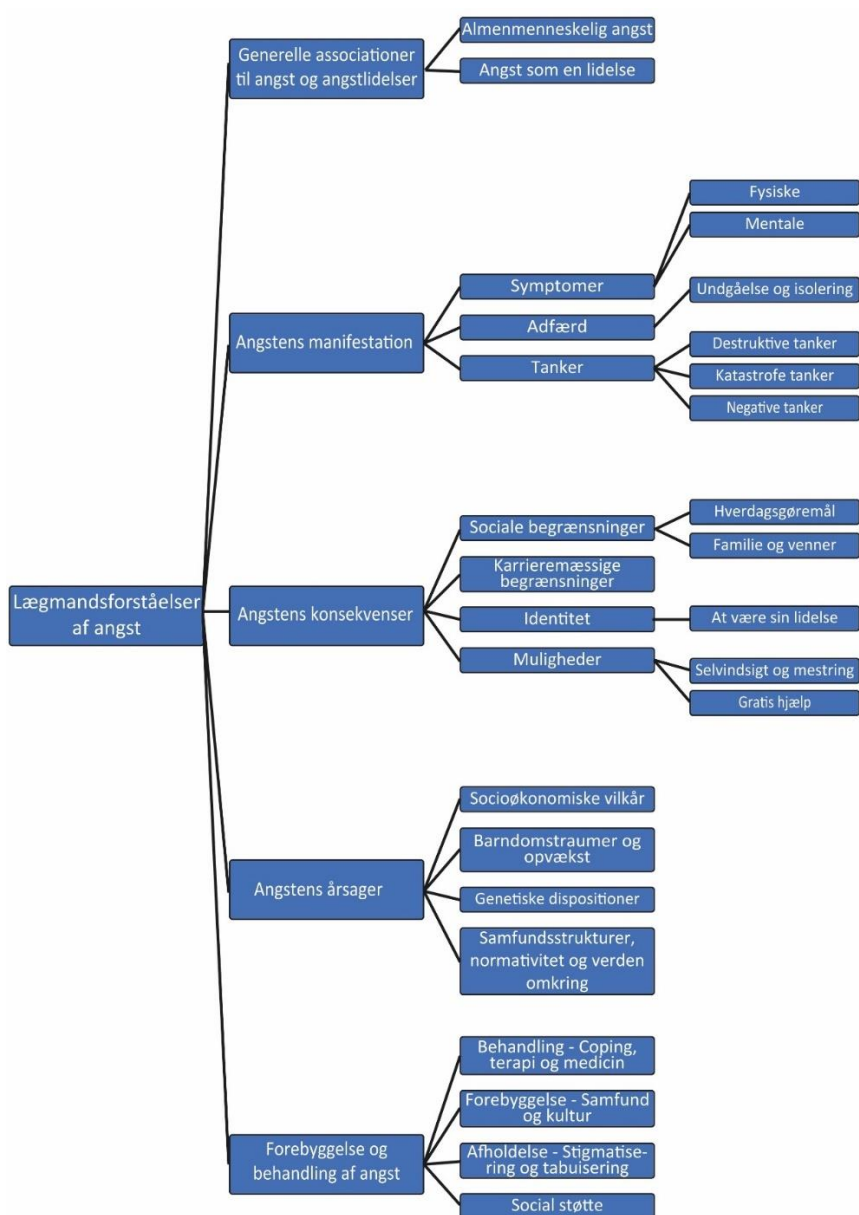 Lægmandsforståelser
af angst
Generelle associationer
til angst og angstlidelser
Almenmenneskelig angst
Angst som en lidelse
Angstens manifestation
Symptomer
Fysiske
Mentale
Adfærd
Undgåelse og isolering
Tanker
Destruktive tanker
Katastrofe tanker
Negative tanker
Angstens konsekvenser
Sociale begrænsninger
Hverdagsgøremål
Familie og venner
Karrieremæssige
begrænsninger
Identitet
At være sin lidelse
Muligheder
Selvindsigt og mestring
Gratis hjælp
Angstens årsager
Socioøkonomiske vilkår
Barndomstraumer og
opvækst
Genetiske dispositioner
Samfundsstrukturer,
normativitet og verden
omkring
Forebyggelse og
behandling af angst
Behandling - Coping,
terapi og medicin
Forebyggelse - Samfund
og kultur
Afholdelse - Stigmatise-
ring og tabuisering
Social støtte